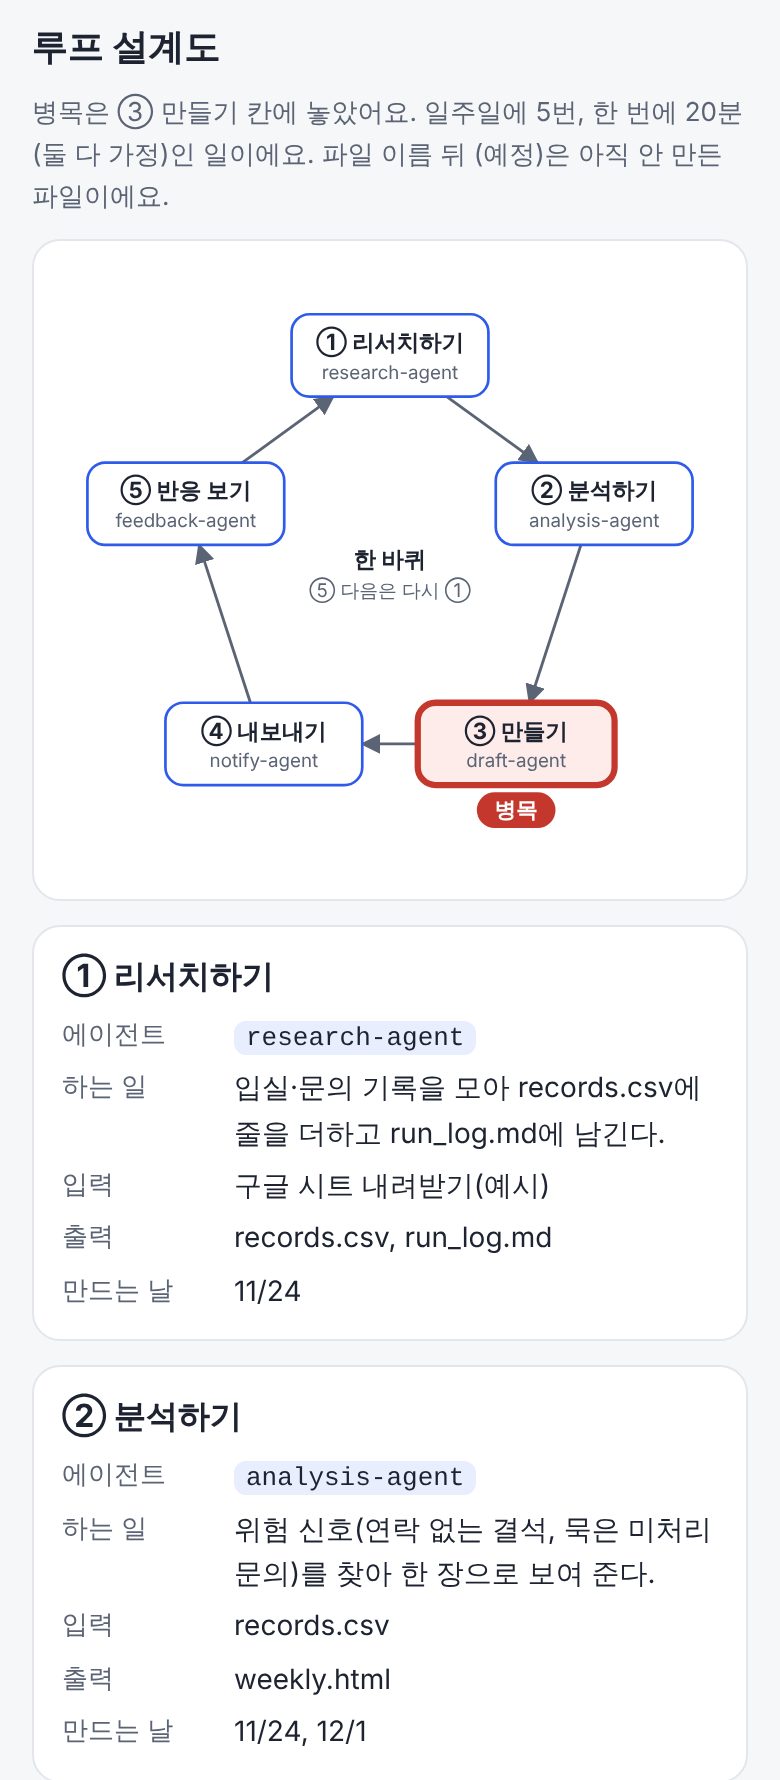 루프 설계도
병목은 ③ 만들기 칸에 놓았어요. 일주일에 5번, 한 번에 20분
(둘 다 가정)인 일이에요. 파일 이름 뒤 (예정)은 아직 안 만든
파일이에요.
① 리서치하기
research-agent
⑤ 반응 보기
feedback-agent
② 분석하기
analysis-agent
한 바퀴
⑤ 다음은 다시 ①
④ 내보내기
notify-agent
③ 만들기
draft-agent
병목
① 리서치하기
에이전트 research-agent
하는 일 입실·문의 기록을 모아 records.csv에
줄을 더하고 run_log.md에 남긴다.
입력 구글 시트 내려받기(예시)
출력 records.csv, run_log.md
만드는 날 11/24
② 분석하기
에이전트 analysis-agent
하는 일 위험 신호(연락 없는 결석, 묵은 미처리
문의)를 찾아 한 장으로 보여 준다.
입력 records.csv
출력 weekly.html
만드는 날 11/24, 12/1